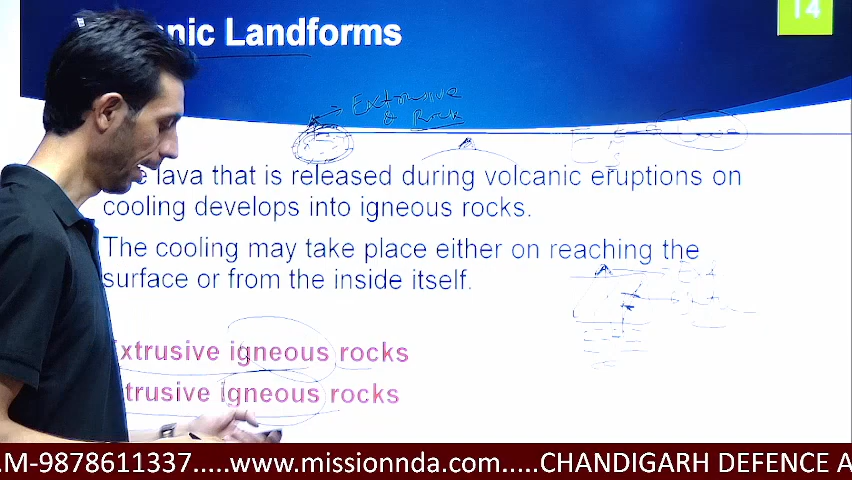 14
anic Landforms
Extrusive
Rock
lava that is released during volcanic eruptions on
cooling develops into igneous rocks.
The cooling may take place either on reaching the
surface or from the inside itself.
Ext
xtrusive igneous rocks
trusive igneous rocks
.M-9878611337.....www.missionnda.com.....CHANDIGARH DEFENCE A